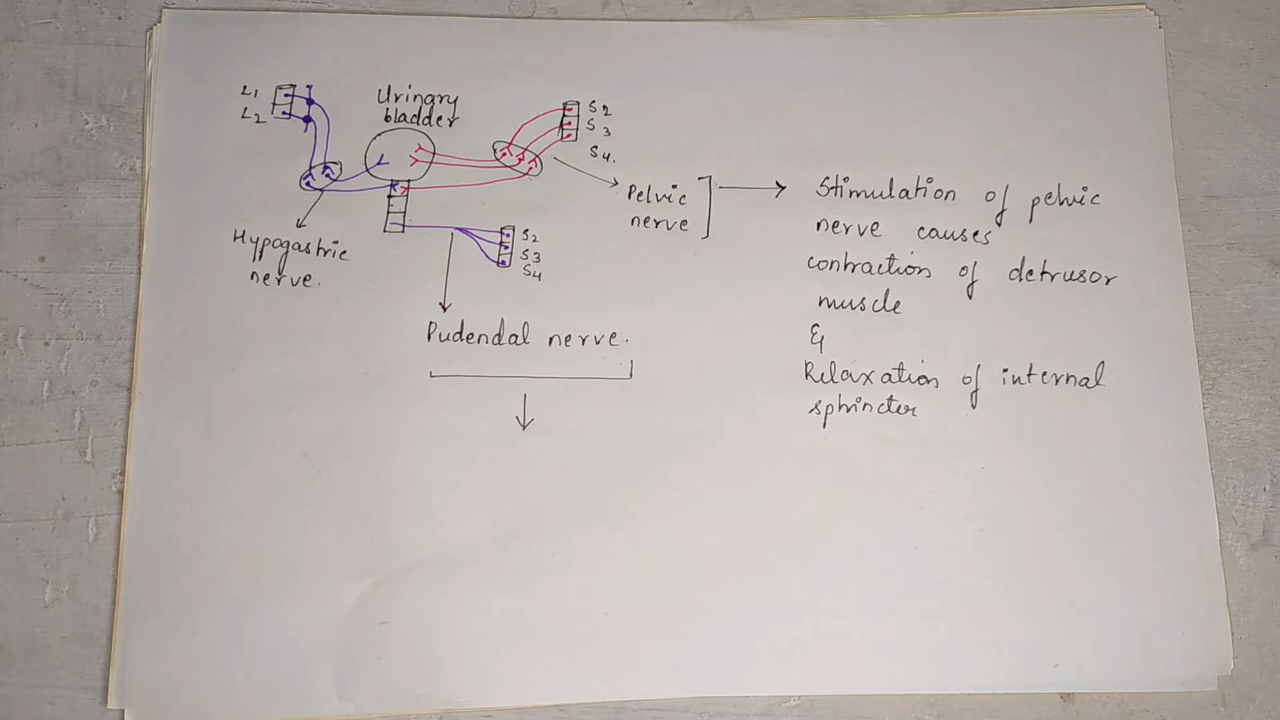 L1
L2
Urinary
bladder
S2
S3
S4.
Pelvic
nerve
Hypogastric
nerve.
S2
S3
S4
Pudendal nerve.
Stimulation of pelvic
nerve causes
contraction of detrusor
muscle
&
Relaxation of internal
sphincter